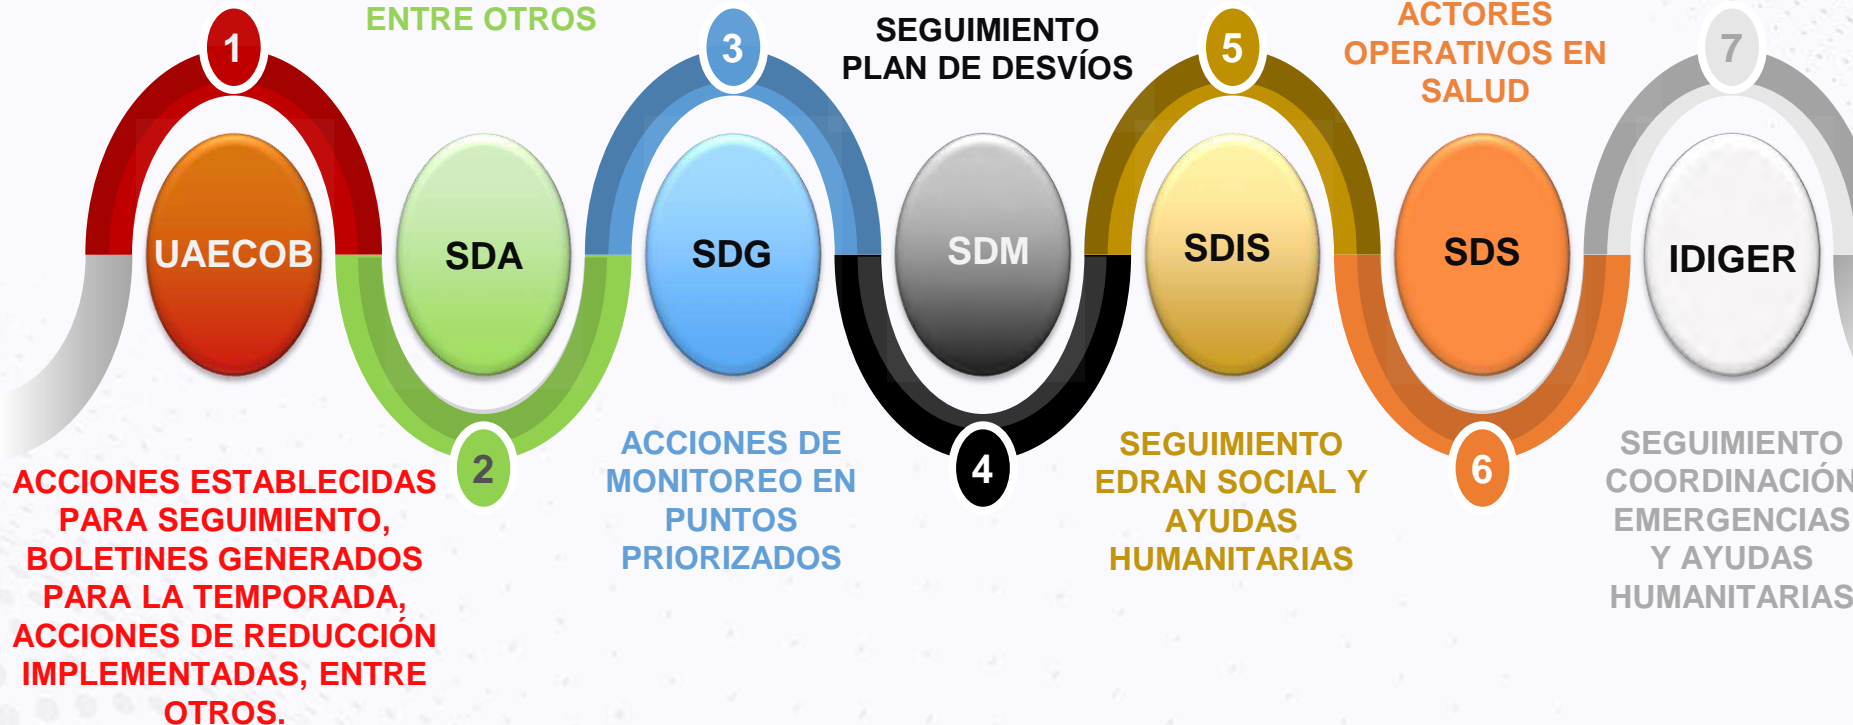 1
ENTRE OTROS
3
SEGUIMIENTO
PLAN DE DESVÍOS
5
ACTORES
OPERATIVOS EN
SALUD
7
UAECOB
SDA
SDG
SDM
SDIS
SDS
IDIGER
ACCIONES ESTABLECIDAS
PARA SEGUIMIENTO,
BOLETINES GENERADOS
PARA LA TEMPORADA,
ACCIONES DE REDUCCIÓN
IMPLEMENTADAS, ENTRE
OTROS.
2
ACCIONES DE
MONITOREO EN
PUNTOS
PRIORIZADOS
4
SEGUIMIENTO
EDRAN SOCIAL Y
AYUDAS
HUMANITARIAS
6
SEGUIMIENTO
COORDINACIÓN
EMERGENCIAS
Y AYUDAS
HUMANITARIAS